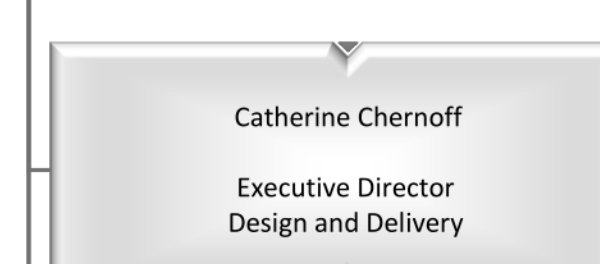 Catherine Chernoff
Executive Director
Design and Delivery